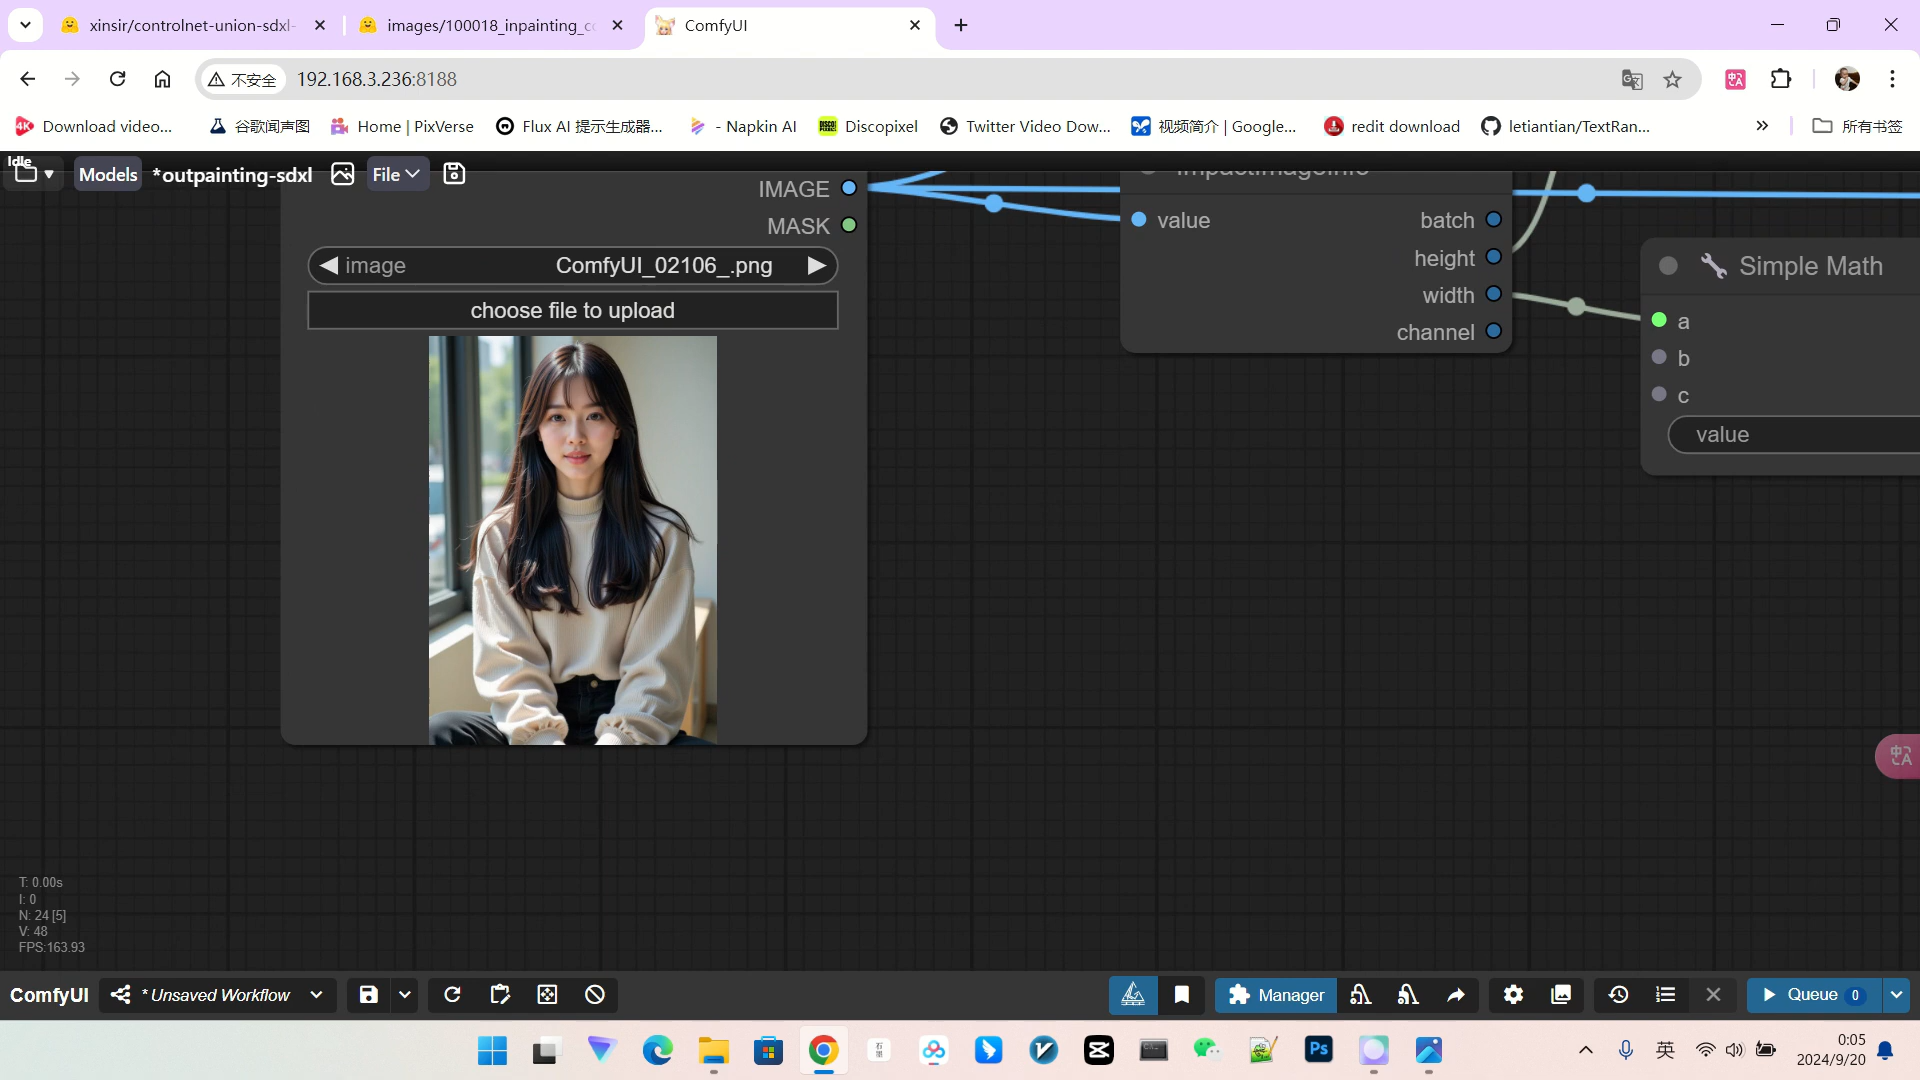 xinsir/controlnet-union-sdxl-
images/100018_inpainting_co
ComfyUI
不安全
192.168.3.236:8188
Download video...
谷歌闻声图
Home | PixVerse
Flux AI 提示生成器...
- Napkin AI
Discopixel
Twitter Video Dow...
视频简介 | Google...
redit download
letiantian/TextRan...
所有书签
Idle
Models
*outpainting-sdxl
File
IMAGE
MASK
image
ComfyUI_02106_.png
choose file to upload
ImpactImageInfo
value
batch
height
width
channel
Simple Math
a
b
c
value
T: 0.00s
I: 0
N: 24 [5]
V: 48
FPS:163.93
ComfyUI
* Unsaved Workflow
Manager
Queue 0
英
0:05
2024/9/20